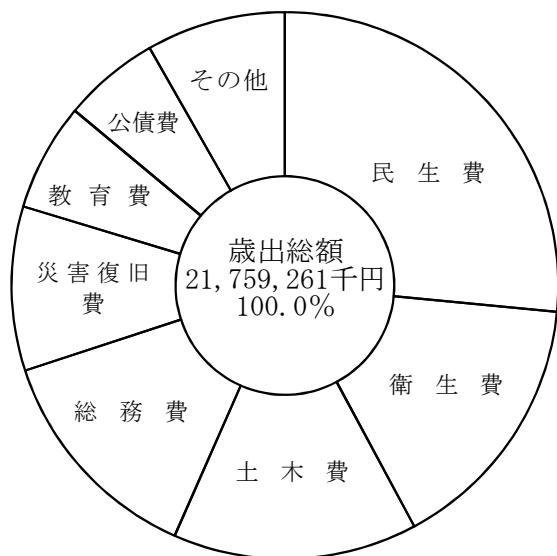 その他
公債費
民生費
教育費
歳出総額
21,759,261千円
100.0%
災害復旧
費
衛生費
総務費
土木費